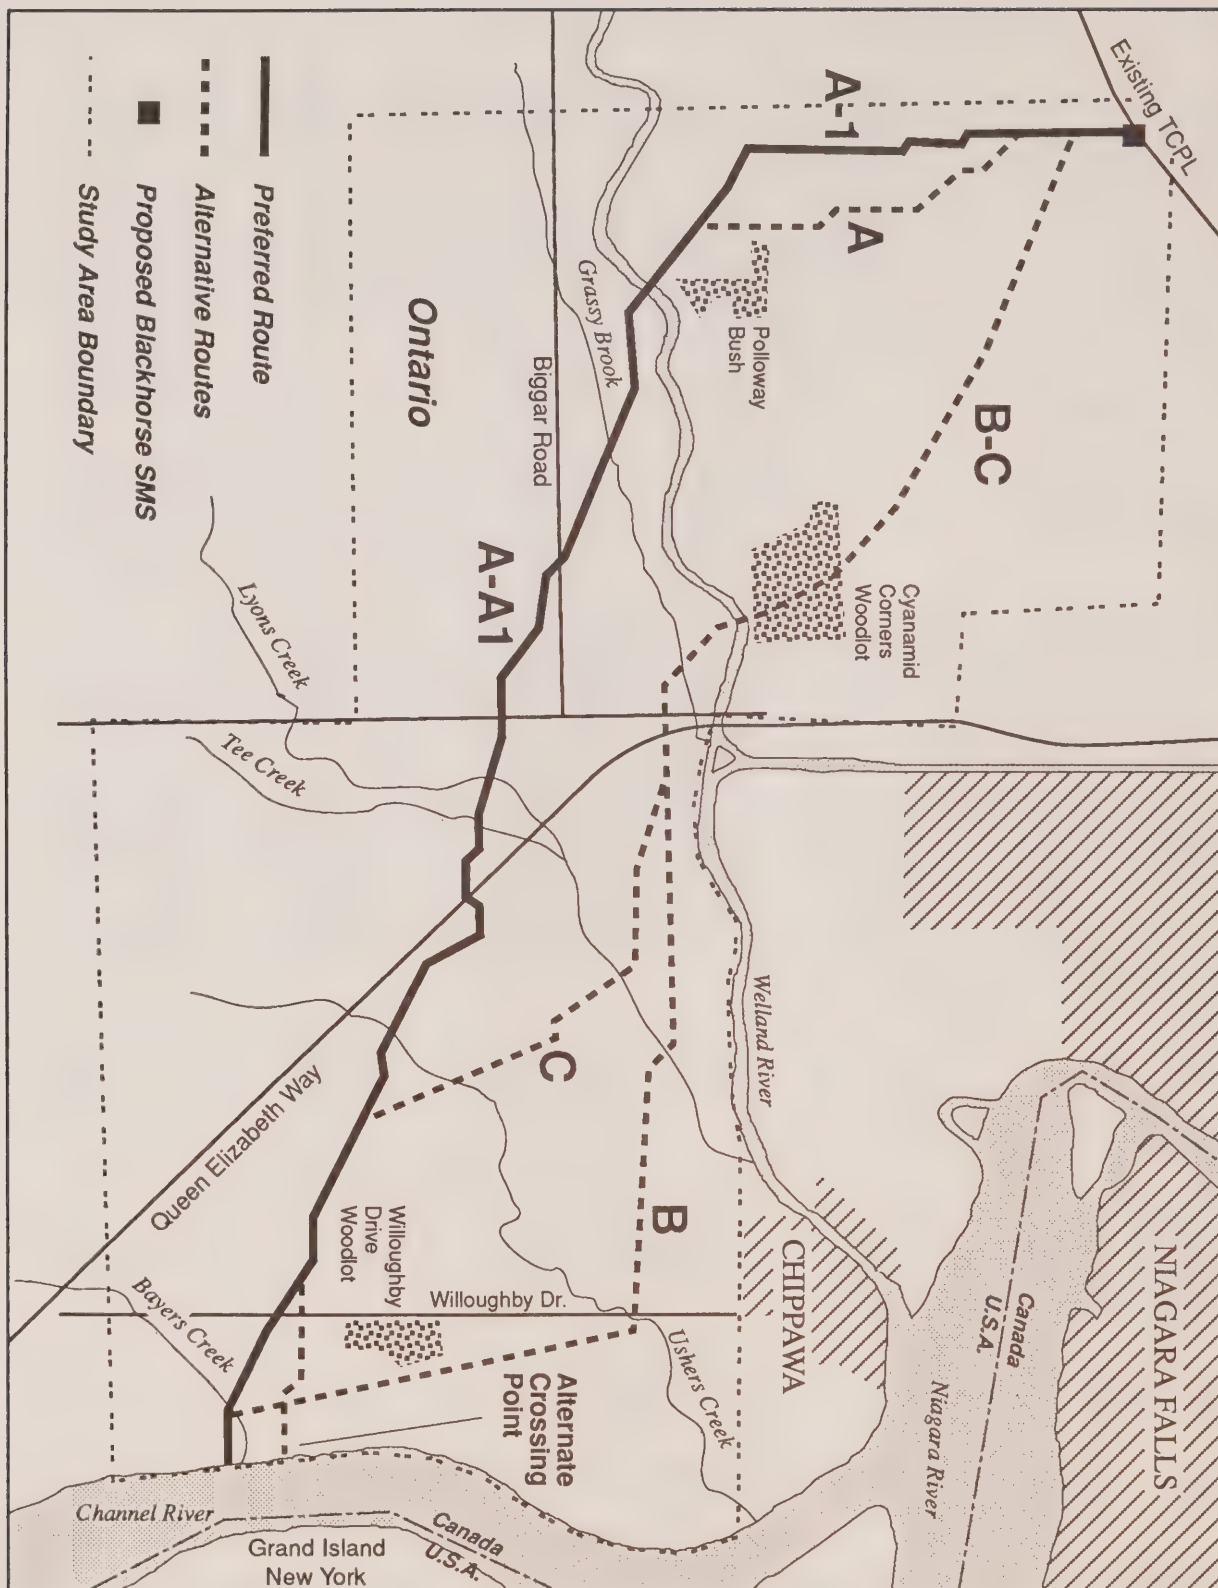 Existing TCPL
A-1
A
B-C
Polloway
Bush
Cyanamid
Corners
Woodlot
Grassy Brook
Biggar Road
Ontario
A-A1
Lyons Creek
Tee Creek
Welland River
C
B
Queen Elizabeth Way
Willoughby
Drive
Woodlot
Willoughby Dr.
Bayers Creek
Ushers Creek
Alternate
Crossing
Point
CHIPPAWA
NIAGARA FALLS
Canada
U.S.A.
Niagara River
Channel River
Canada
U.S.A.
Grand Island
New York
Preferred Route
Alternative Routes
Proposed Blackhorse SMS
Study Area Boundary